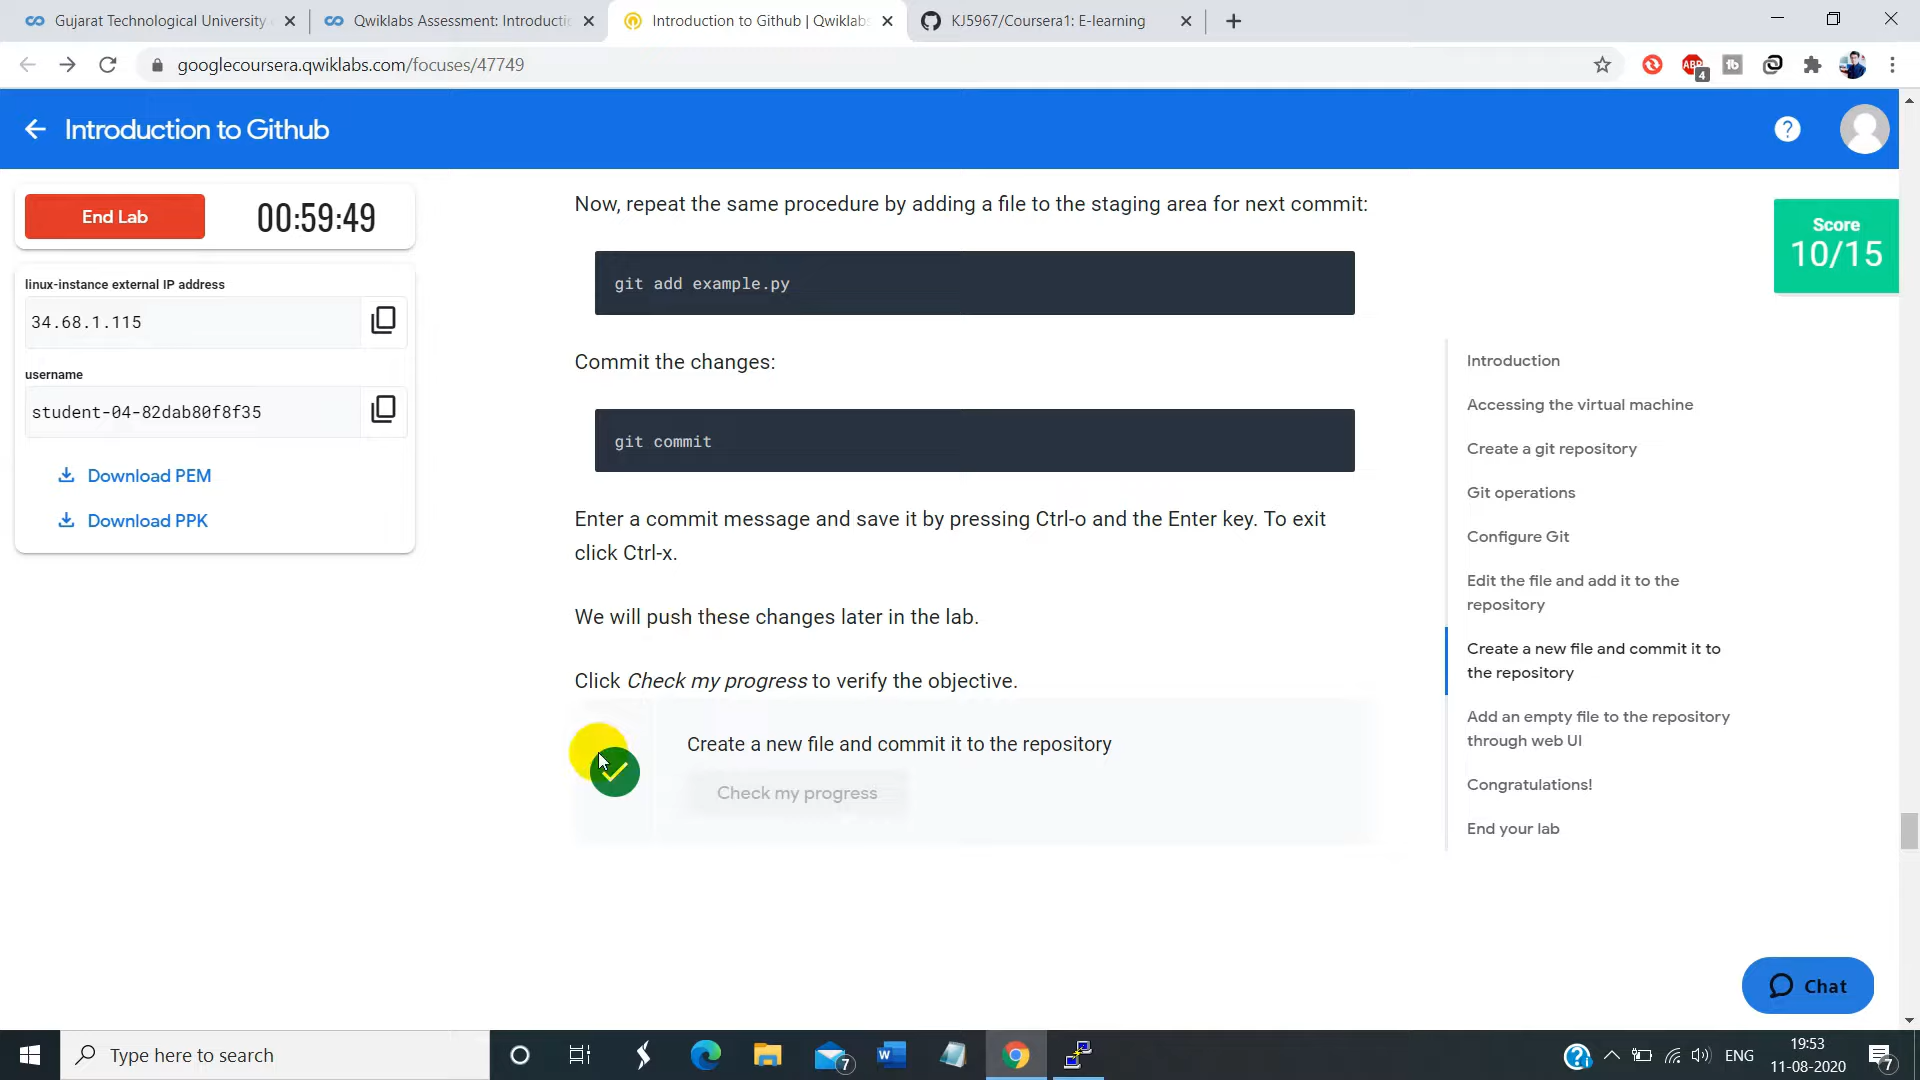 Gujarat Technological University
Qwiklabs Assessment: Introductio
Introduction to Github | Qwiklabs
KJ5967/Coursera1: E-learning
googlecoursera.qwiklabs.com/focuses/47749
ABP
4
tb
Introduction to Github
?
End Lab
00:59:49
linux-instance external IP address
34.68.1.115
username
student-04-82dab80f8f35
Download PEM
Download PPK
Now, repeat the same procedure by adding a file to the staging area for next commit:
git add example.py
Commit the changes:
git commit
Enter a commit message and save it by pressing Ctrl-o and the Enter key. To exit
click Ctrl-x.
We will push these changes later in the lab.
Click Check my progress to verify the objective.
Create a new file and commit it to the repository
Check my progress
Score
10/15
Introduction
Accessing the virtual machine
Create a git repository
Git operations
Configure Git
Edit the file and add it to the
repository
Create a new file and commit it to
the repository
Add an empty file to the repository
through web UI
Congratulations!
End your lab
Chat
Type here to search
7
W
ENG
19:53
11-08-2020
7